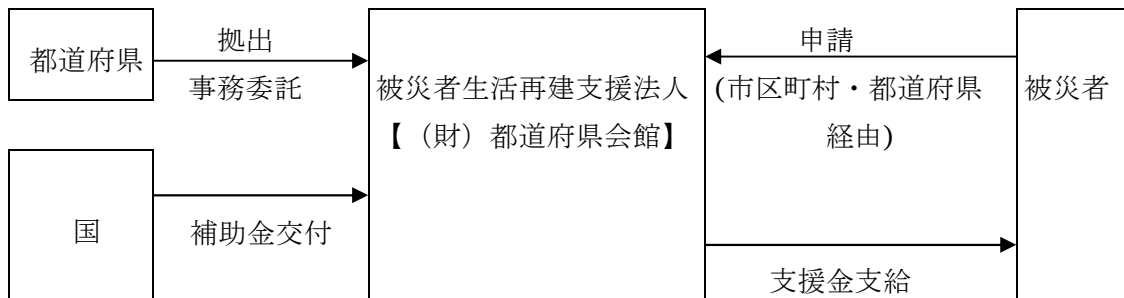 都道府県
拠出
事務委託
国
補助金交付
被災者生活再建支援法人
【（財）都道府県会館】
申請
(市区町村・都道府県
経由)
支援金支給
被災者